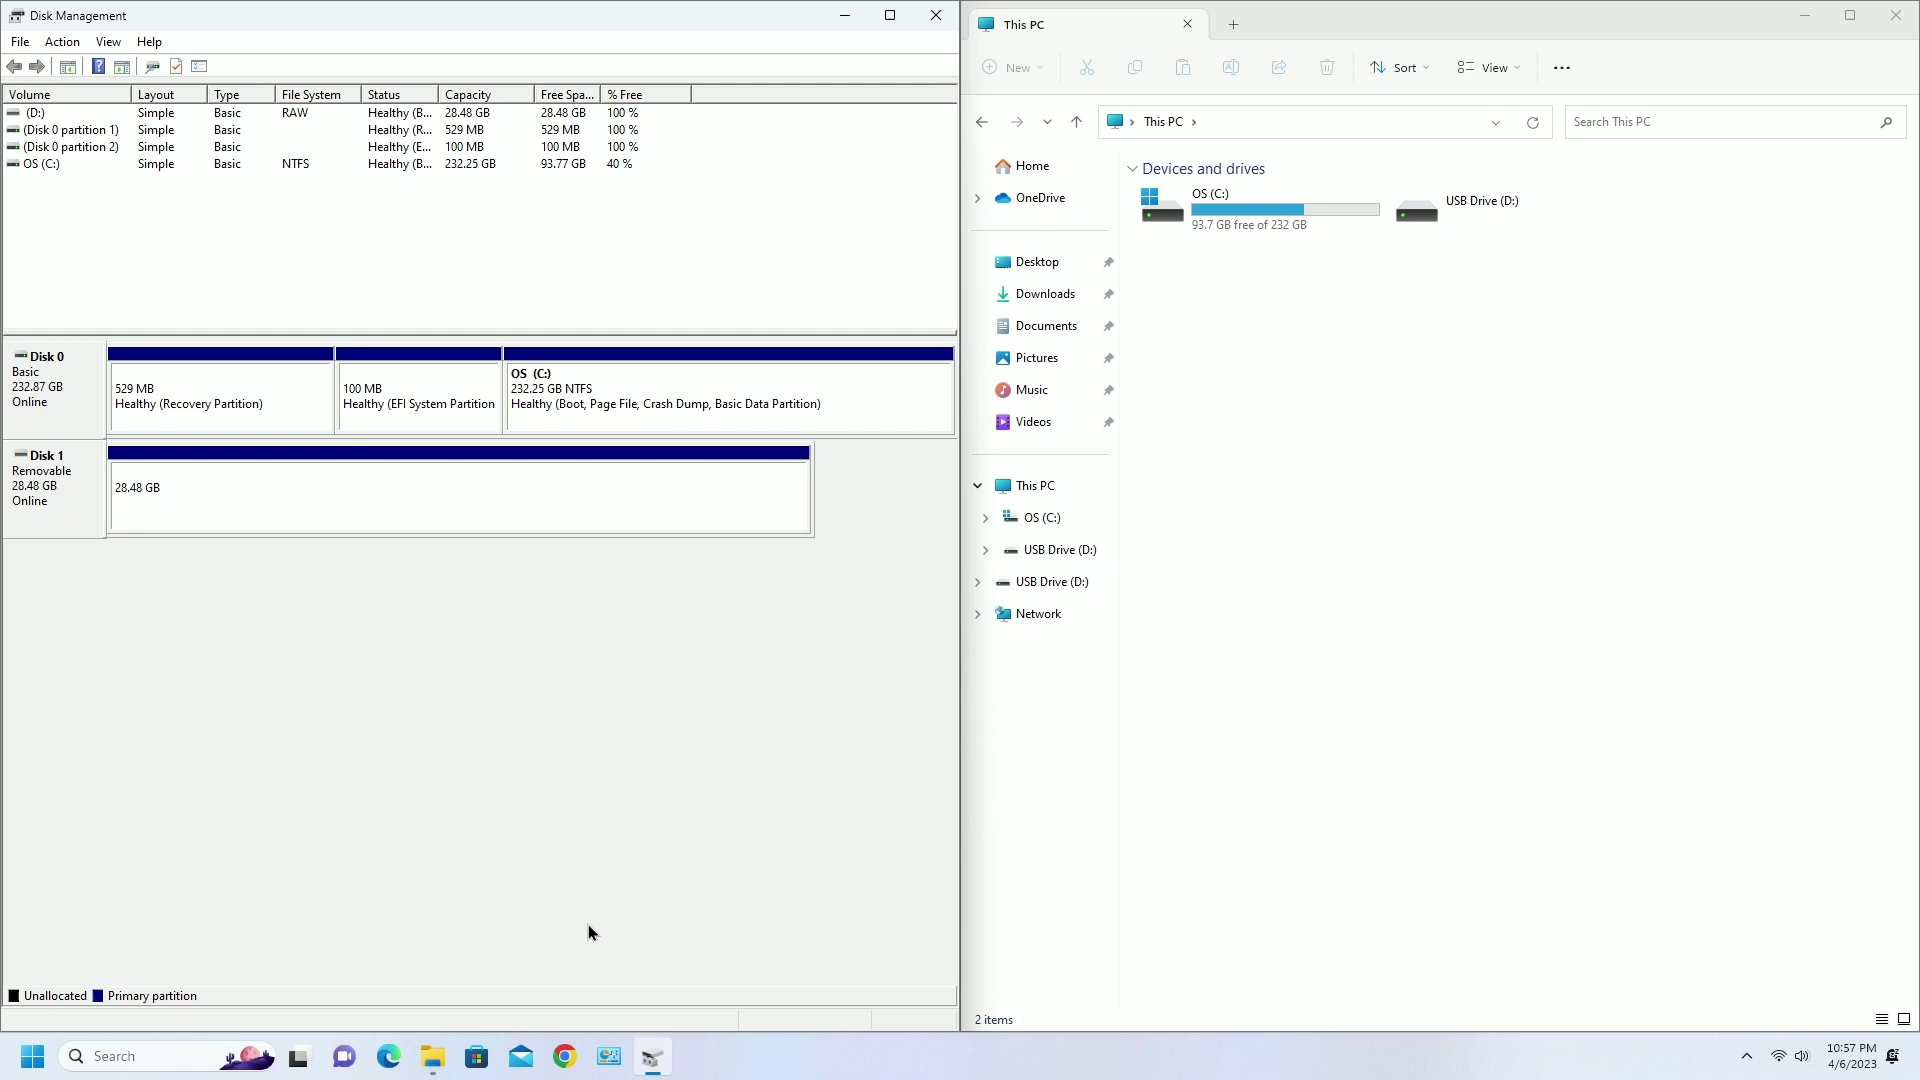 Disk Management
File Action View Help
Volume Layout Type File System Status Capacity Free Spa... % Free
(D:) Simple Basic RAW Healthy (B... 28.48 GB 28.48 GB 100 %
(Disk 0 partition 1) Simple Basic Healthy (R... 529 MB 529 MB 100 %
(Disk 0 partition 2) Simple Basic Healthy (E... 100 MB 100 MB 100 %
OS (C:) Simple Basic NTFS Healthy (B... 232.25 GB 93.77 GB 40 %
Disk 0
Basic
232.87 GB
Online
529 MB
Healthy (Recovery Partition)
100 MB
Healthy (EFI System Partition
OS (C:)
232.25 GB NTFS
Healthy (Boot, Page File, Crash Dump, Basic Data Partition)
Disk 1
Removable
28.48 GB
Online
28.48 GB
Unallocated Primary partition
This PC
New Sort View
This PC
Search This PC
Home
OneDrive
Desktop
Downloads
Documents
Pictures
Music
Videos
This PC
OS (C:)
USB Drive (D:)
USB Drive (D:)
Network
Devices and drives
OS (C:)
93.7 GB free of 232 GB
USB Drive (D:)
2 items
Search
10:57 PM
4/6/2023